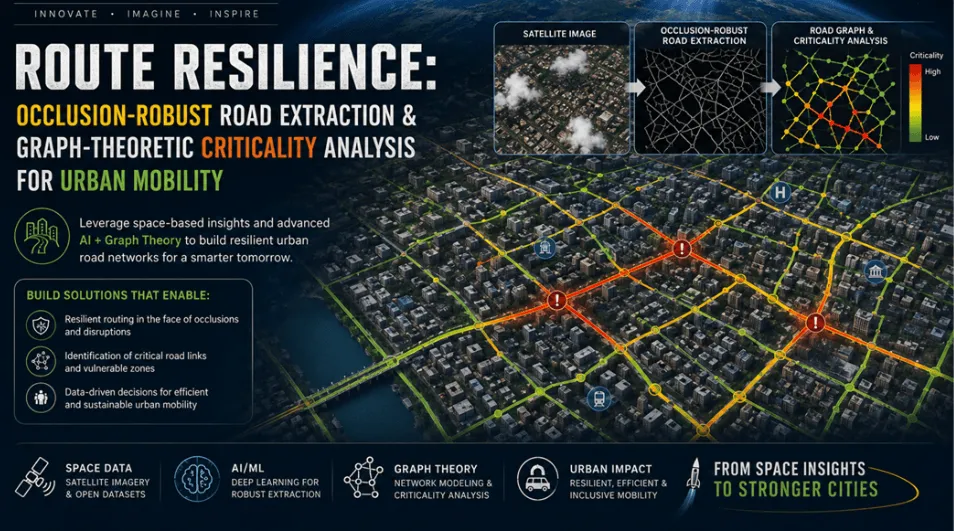 INNOVATE • IMAGINE • INSPIRE
ROUTE RESILIENCE:
OCCLUSION-ROBUST ROAD EXTRACTION &
GRAPH-THEORETIC CRITICALITY ANALYSIS
FOR URBAN MOBILITY
Leverage space-based insights and advanced
AI + Graph Theory to build resilient urban
road networks for a smarter tomorrow.
BUILD SOLUTIONS THAT ENABLE:
Resilient routing in the face of occlusions
and disruptions
Identification of critical road links
and vulnerable zones
Data-driven decisions for efficient
and sustainable urban mobility
SATELLITE IMAGE
OCCLUSION-ROBUST
ROAD EXTRACTION
ROAD GRAPH &
CRITICALITY ANALYSIS
Criticality
High
Low
H
!
!
!
SPACE DATA
SATELLITE IMAGERY
& OPEN DATASETS
AI/ML
DEEP LEARNING FOR
ROBUST EXTRACTION
GRAPH THEORY
NETWORK MODELING &
CRITICALITY ANALYSIS
URBAN IMPACT
RESILIENT, EFFICIENT &
INCLUSIVE MOBILITY
FROM SPACE INSIGHTS
TO STRONGER CITIES